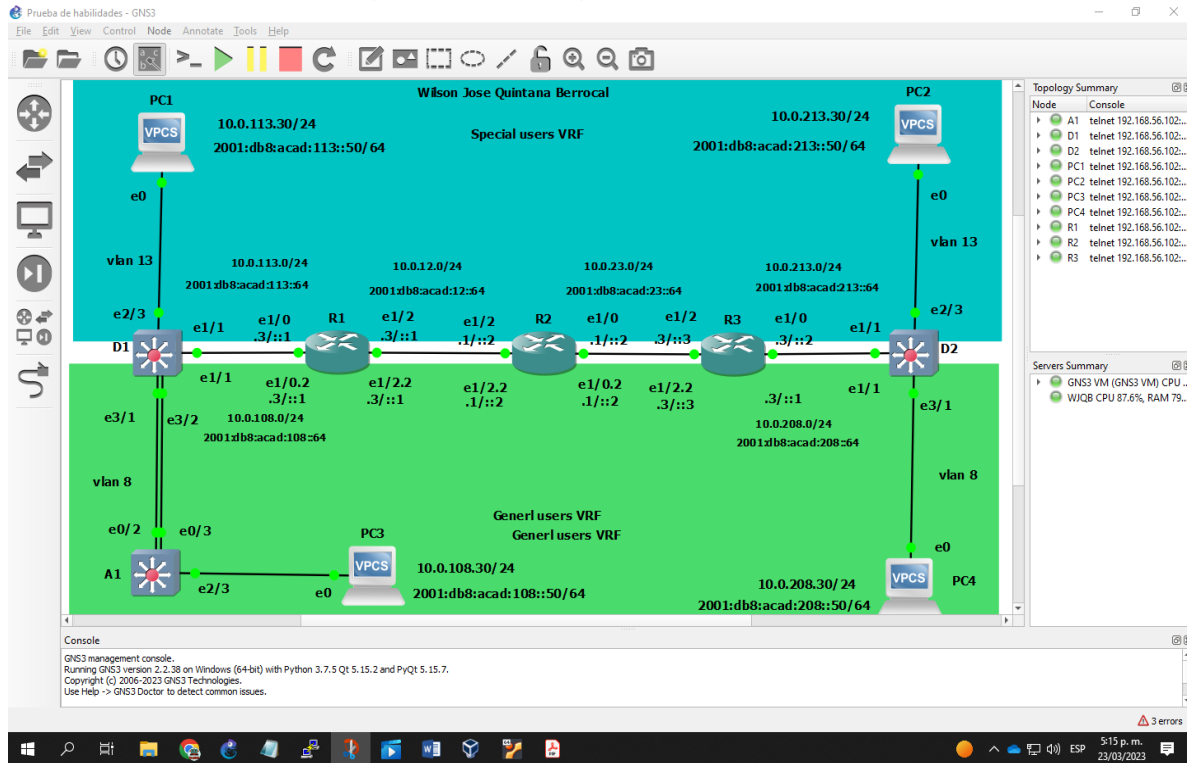 Prueba de habilidades - GNS3
File Edit View Control Node Annotate Tools Help
Wilson Jose Quintana Berrocal
Special users VRF
PC1
VPCS
10.0.113.30/24
2001:db8:acad:113::50/64
e0
vlan 13
PC2
VPCS
10.0.213.30/24
2001:db8:acad:213::50/64
e0
vlan 13
10.0.113.0/24
2001:db8:acad:113::64
10.0.12.0/24
2001:db8:acad:12::64
10.0.23.0/24
2001:db8:acad:23::64
10.0.213.0/24
2001:db8:acad:213::64
e2/3
e1/1
e1/0
.3/::1
R1
e1/2
.3/::1
e1/2
.1/::2
R2
e1/0
.1/::2
e1/2
.3/::3
R3
e1/0
.3/::2
e1/1
e2/3
D1
D2
e1/1
e1/0.2
.3/::1
e1/2.2
.3/::1
e1/2.2
.1/::2
e1/0.2
.1/::2
e1/2.2
.3/::3
.3/::1
e1/1
e3/1
e3/2
10.0.108.0/24
2001:db8:acad:108::64
10.0.208.0/24
2001:db8:acad:208::64
e3/1
vlan 8
vlan 8
Generl users VRF
Generl users VRF
e0/2
e0/3
A1
e2/3
PC3
VPCS
e0
10.0.108.30/24
2001:db8:acad:108::50/64
e0
10.0.208.30/24
2001:db8:acad:208::50/64
VPCS
PC4
Topology Summary
Node Console
A1 telnet 192.168.56.102:...
D1 telnet 192.168.56.102:...
D2 telnet 192.168.56.102:...
PC1 telnet 192.168.56.102:...
PC2 telnet 192.168.56.102:...
PC3 telnet 192.168.56.102:...
PC4 telnet 192.168.56.102:...
R1 telnet 192.168.56.102:...
R2 telnet 192.168.56.102:...
R3 telnet 192.168.56.102:...
Servers Summary
GNS3 VM (GNS3 VM) CPU ...
WJQB CPU 87.6%, RAM 79...
Console
GNS3 management console.
Running GNS3 version 2.2.38 on Windows (64-bit) with Python 3.7.5 Qt 5.15.2 and PyQt 5.15.7.
Copyright (c) 2006-2023 GNS3 Technologies.
Use Help -> GNS3 Doctor to detect common issues.
3 errors
ESP
5:15 p. m.
23/03/2023